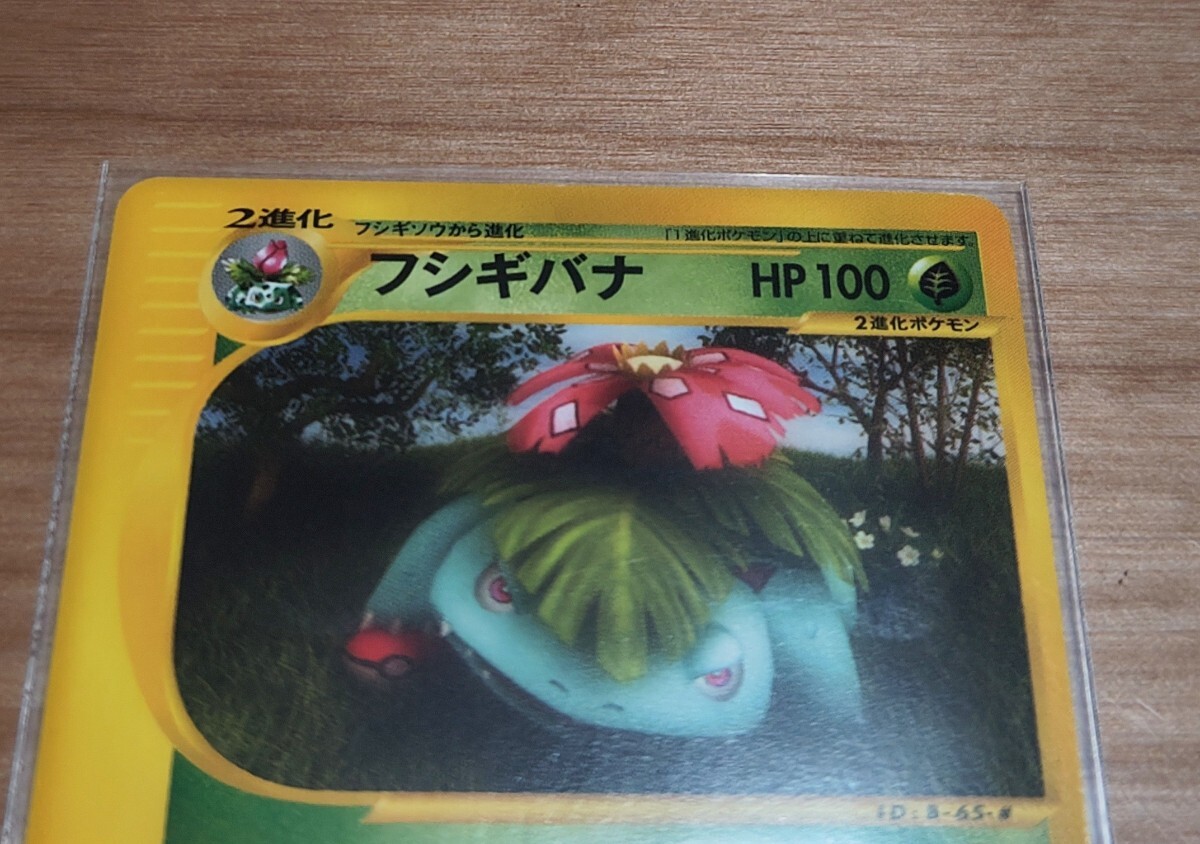 2進化
フシギソウから進化
「1進化ポケモン」の上に重ねて進化させます。
フシギバナ HP 100
2進化ポケモン
ID : B-65-#